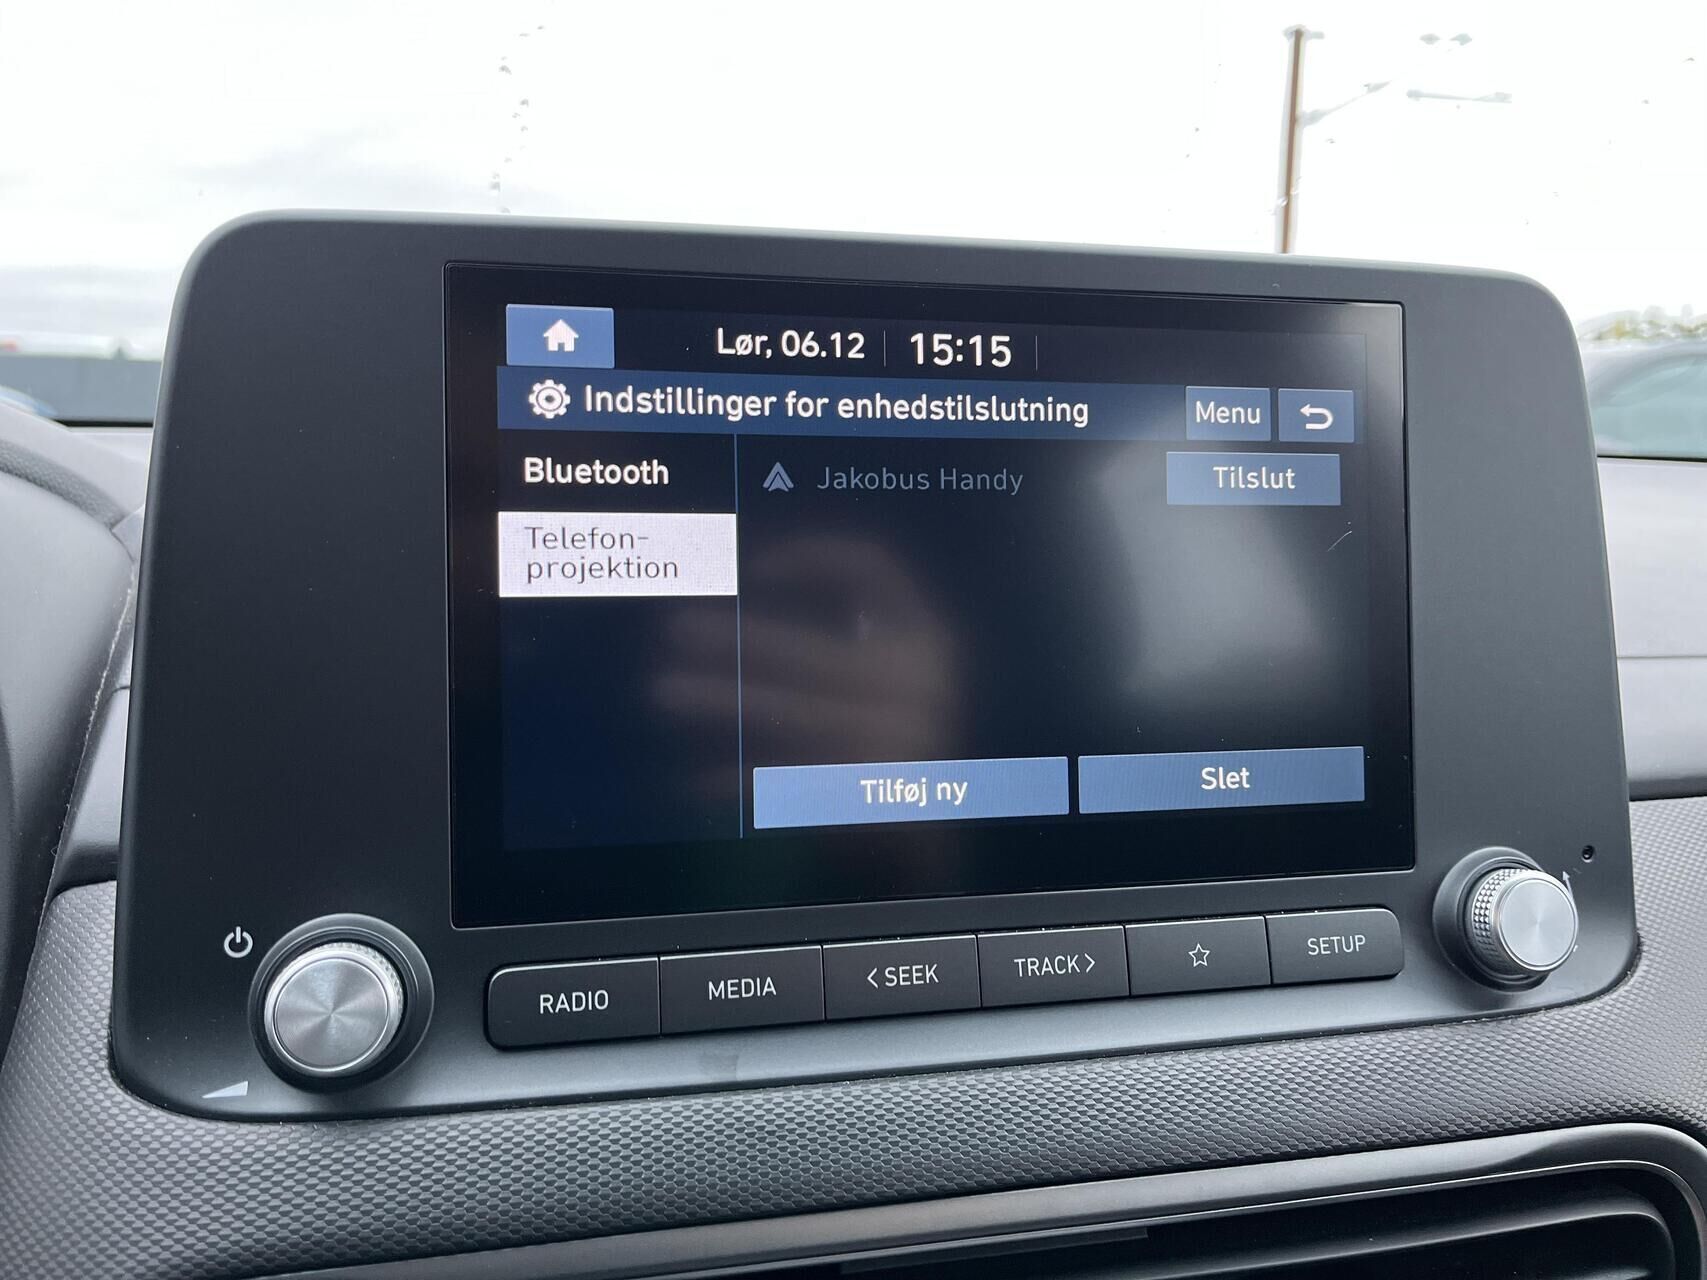 Lør, 06.12 15:15
Indstillinger for enhedstilslutning Menu
Bluetooth
Jakobus Handy Tilslut
Telefon-
projektion
Tilføj ny Slet
RADIO MEDIA <SEEK TRACK> SETUP